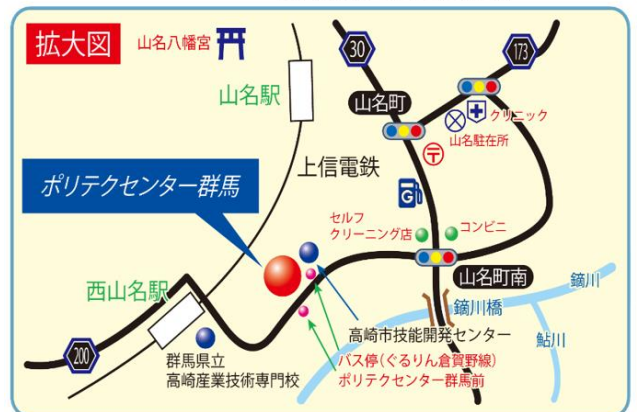 拡大図
山名八幡宮
30
173
山名駅
山名町
クリニック
山名駐在所
〒
上信電鉄
G
ポリテクセンター群馬
セルフ
クリーニング店
コンビニ
山名町南
西山名駅
鏑川
鏑川橋
高崎市技能開発センター
鮎川
200
群馬県立
高崎産業技術専門校
バス停(ぐるりん倉賀野線)
ポリテクセンター群馬前